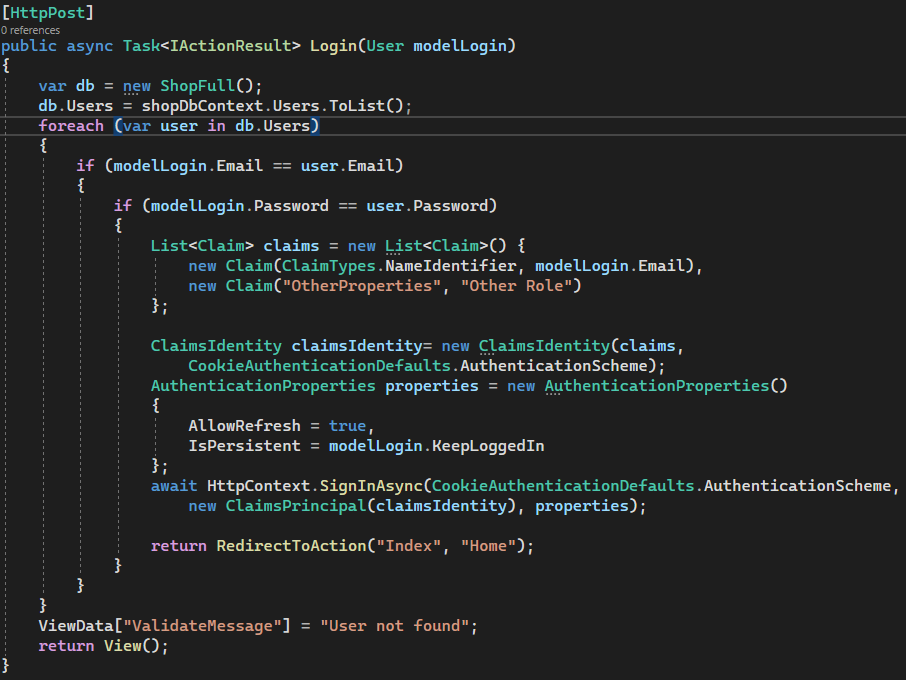 [HttpPost]
0 references
public async Task<IActionResult> Login(User modelLogin)
{
    var db = new ShopFull();
    db.Users = shopDbContext.Users.ToList();
    foreach (var user in db.Users)
    {
        if (modelLogin.Email == user.Email)
        {
            if (modelLogin.Password == user.Password)
            {
                List<Claim> claims = new List<Claim>() {
                    new Claim(ClaimTypes.NameIdentifier, modelLogin.Email),
                    new Claim("OtherProperties", "Other Role")
                };

                ClaimsIdentity claimsIdentity= new ClaimsIdentity(claims,
                    CookieAuthenticationDefaults.AuthenticationScheme);
                AuthenticationProperties properties = new AuthenticationProperties()
                {
                    AllowRefresh = true,
                    IsPersistent = modelLogin.KeepLoggedIn
                };
                await HttpContext.SignInAsync(CookieAuthenticationDefaults.AuthenticationScheme,
                    new ClaimsPrincipal(claimsIdentity), properties);

                return RedirectToAction("Index", "Home");
            }
        }
    }
    ViewData["ValidateMessage"] = "User not found";
    return View();
}